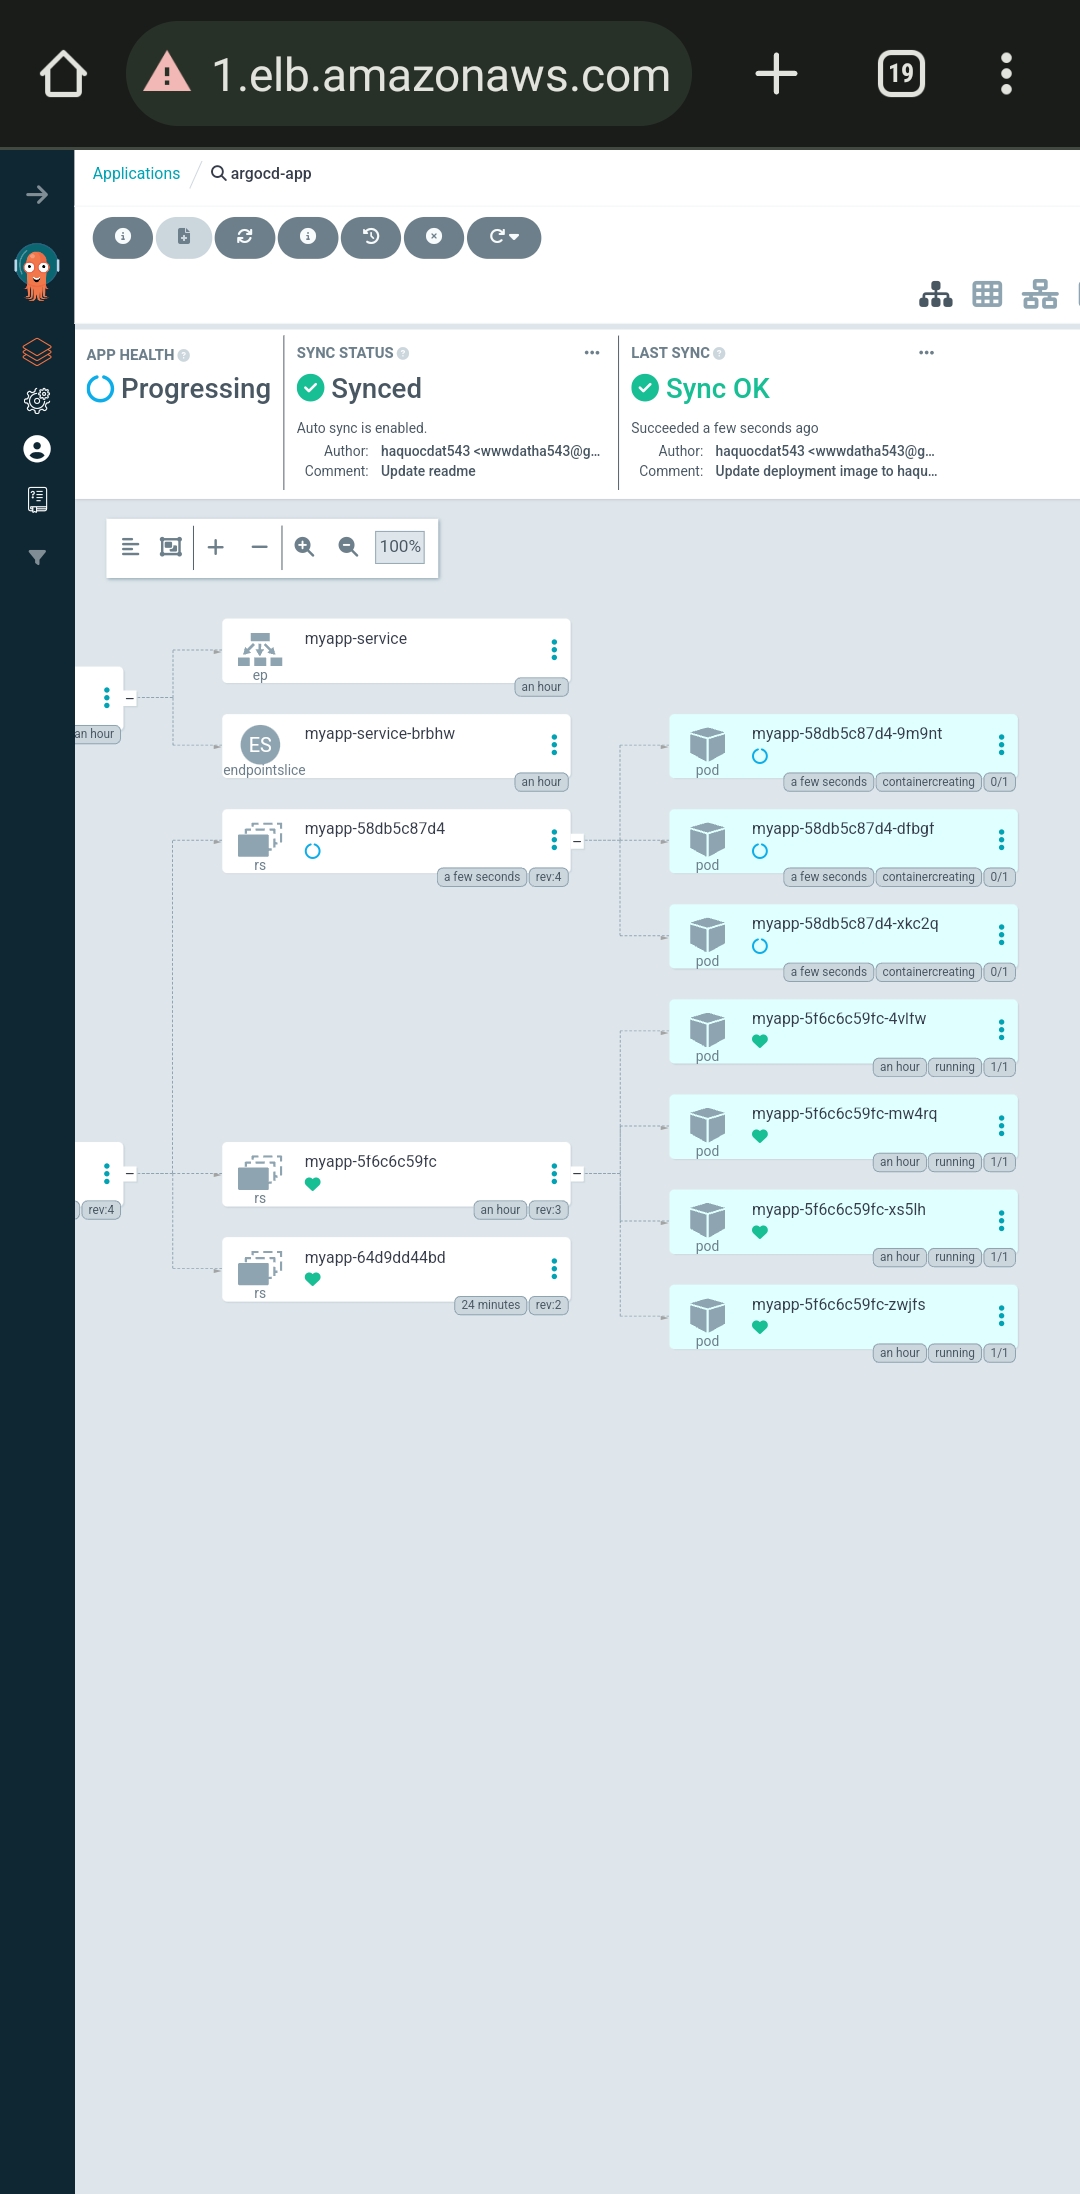 1.elb.amazonaws.com
19
Applications / argocd-app
APP HEALTH
Progressing
SYNC STATUS
Synced
Auto sync is enabled.
Author: haquocdat543 <wwwdatha543@g...
Comment: Update readme
LAST SYNC
Sync OK
Succeeded a few seconds ago
Author: haquocdat543 <wwwdatha543@g...
Comment: Update deployment image to haqu...
100%
an hour
rev:4
myapp-service
ep
an hour
ES
myapp-service-brbhw
endpointslice
an hour
myapp-58db5c87d4
rs
a few seconds rev:4
myapp-5f6c6c59fc
rs
an hour rev:3
myapp-64d9dd44bd
rs
24 minutes rev:2
myapp-58db5c87d4-9m9nt
pod
a few seconds containercreating 0/1
myapp-58db5c87d4-dfbgf
pod
a few seconds containercreating 0/1
myapp-58db5c87d4-xkc2q
pod
a few seconds containercreating 0/1
myapp-5f6c6c59fc-4vlfw
pod
an hour running 1/1
myapp-5f6c6c59fc-mw4rq
pod
an hour running 1/1
myapp-5f6c6c59fc-xs5lh
pod
an hour running 1/1
myapp-5f6c6c59fc-zwjfs
pod
an hour running 1/1